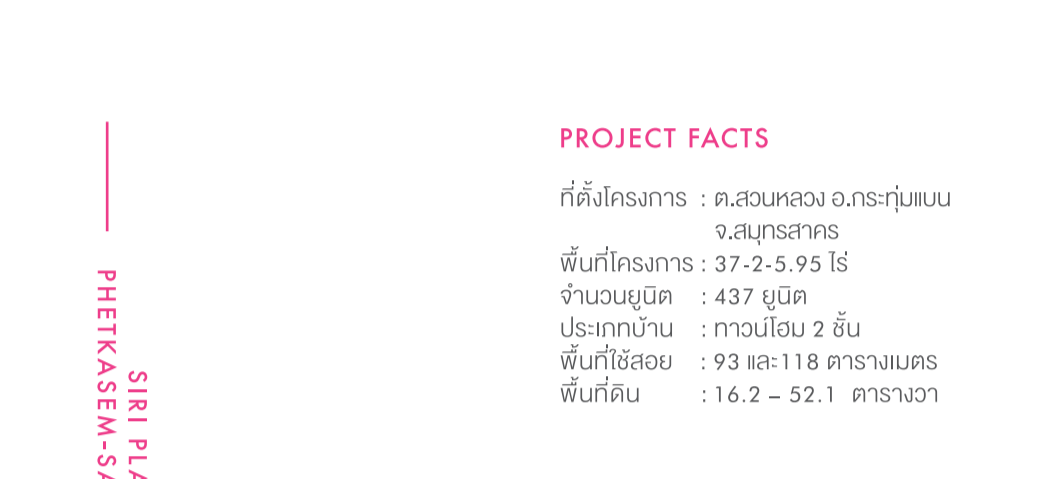 PROJECT FACTS
ที่ตั้งโครงการ : ต.สวนหลวง อ.กระทุ่มแบน
จ.สมุทรสาคร
พื้นที่โครงการ : 37-2-5.95 ไร่
จำนวนยูนิต : 437 ยูนิต
ประเภทบ้าน : ทาวน์โฮม 2 ชั้น
พื้นที่ใช้สอย : 93 และ118 ตารางเมตร
พื้นที่ดิน : 16.2 – 52.1 ตารางวา
SIRI PLA
PHETKASEM-SA